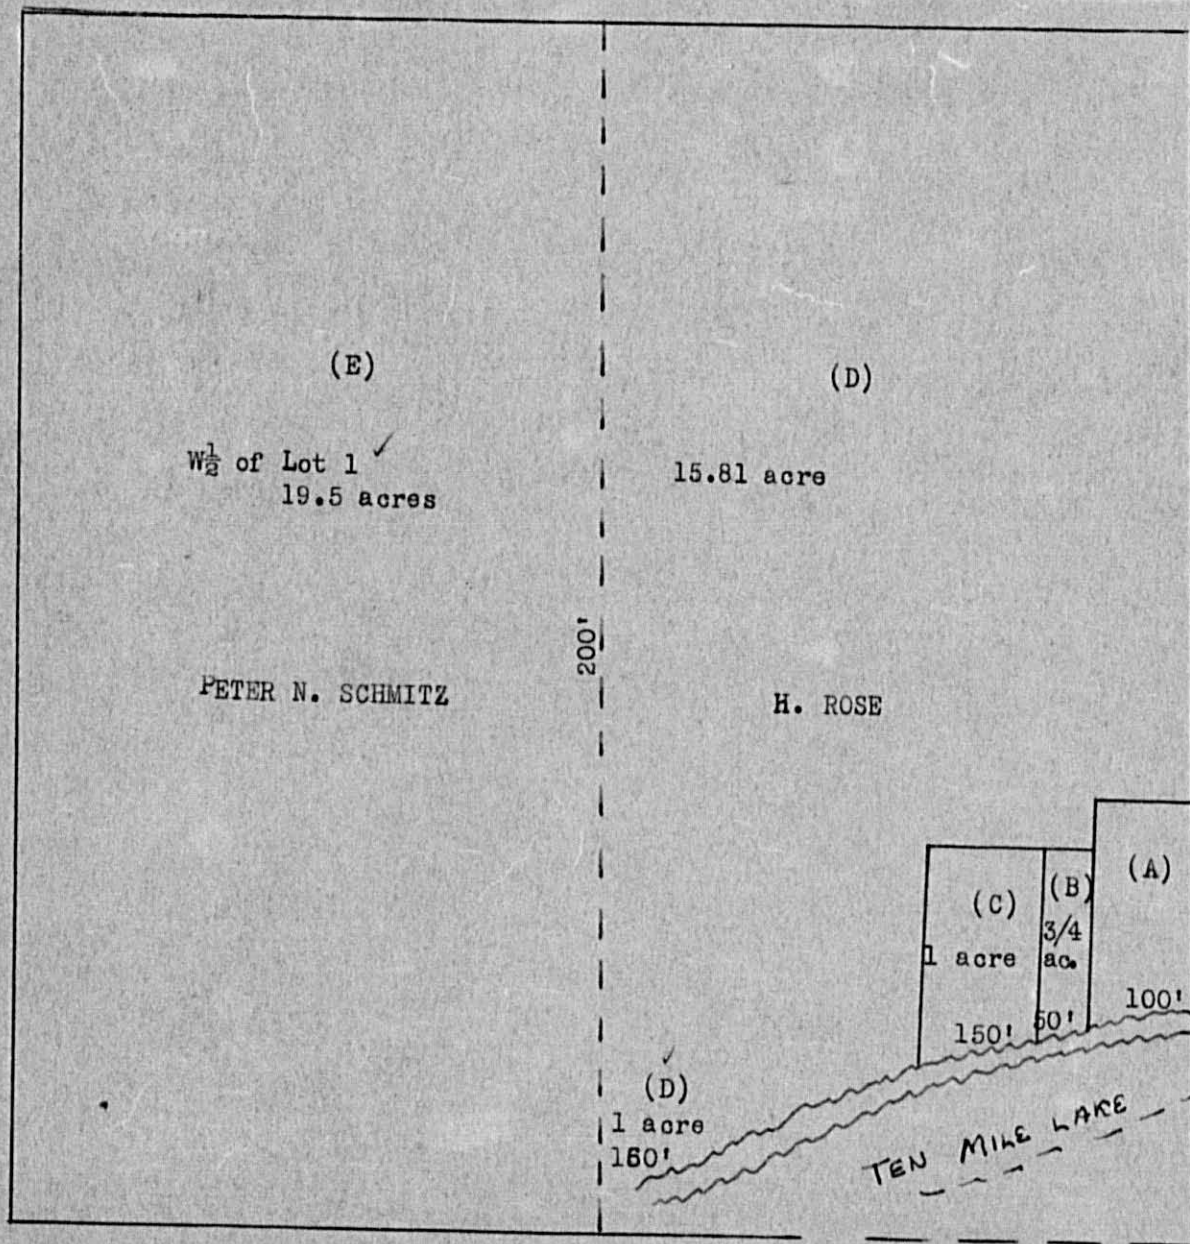 (E)
W½ of Lot 1 ✓
19.5 acres
PETER N. SCHMITZ
200'
(D)
15.81 acre
H. ROSE
(A)
100'
(B)
3/4
ac.
50'
(C)
1 acre
150'
(D)
1 acre
150'
TEN MILE LAKE